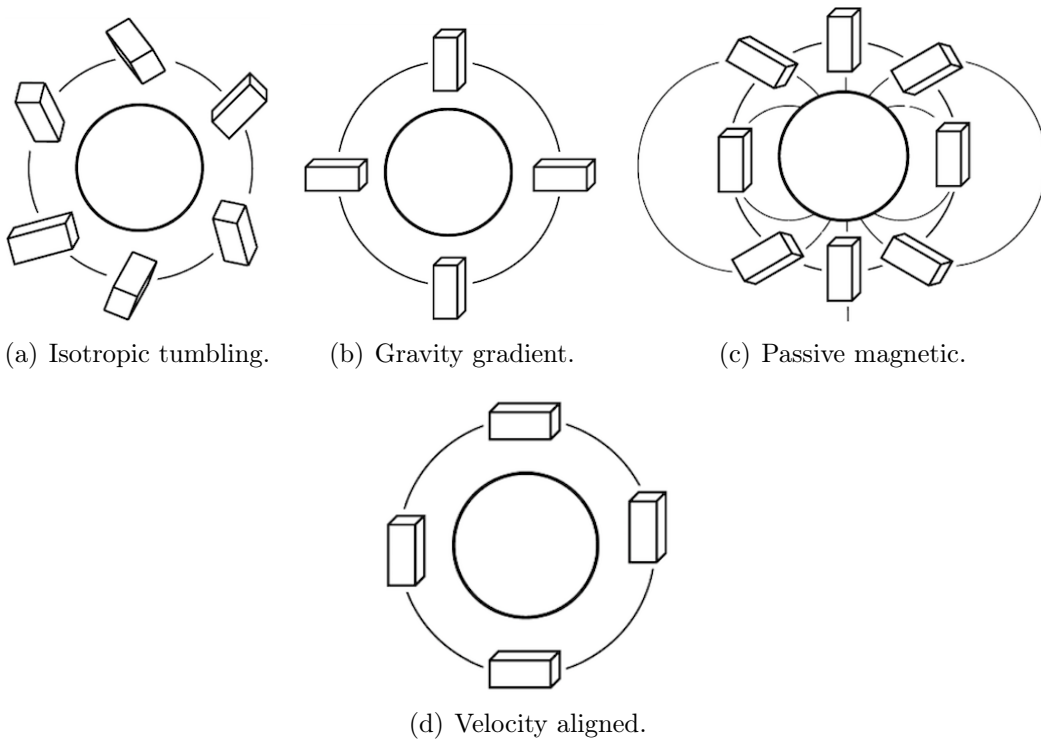 (a) Isotropic tumbling.
(b) Gravity gradient.
(c) Passive magnetic.
(d) Velocity aligned.